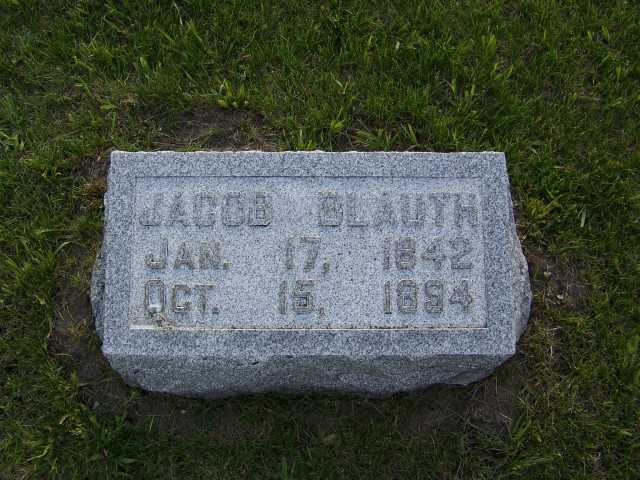 JACOB GLAUTH
JAN. 17, 1842
OCT. 15, 1894